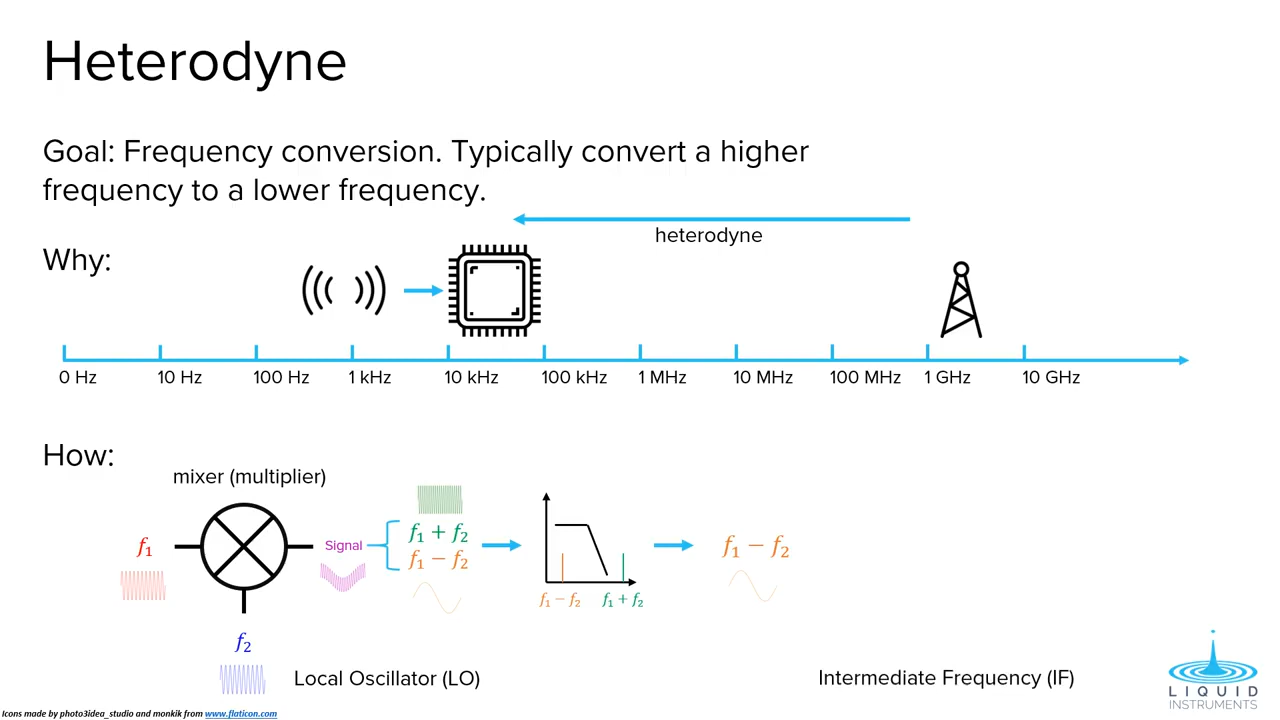 Heterodyne
Goal: Frequency conversion. Typically convert a higher
frequency to a lower frequency.
heterodyne
Why:
0 Hz 10 Hz 100 Hz 1 kHz 10 kHz 100 kHz 1 MHz 10 MHz 100 MHz 1 GHz 10 GHz
How:
mixer (multiplier)
f₁ + f₂
f₁ Signal f₁ − f₂ f₁ − f₂
f₁ − f₂ f₁ + f₂
f₂
Local Oscillator (LO) Intermediate Frequency (IF)
LIQUID
INSTRUMENTS
Icons made by photo3idea_studio and monkik from www.flaticon.com